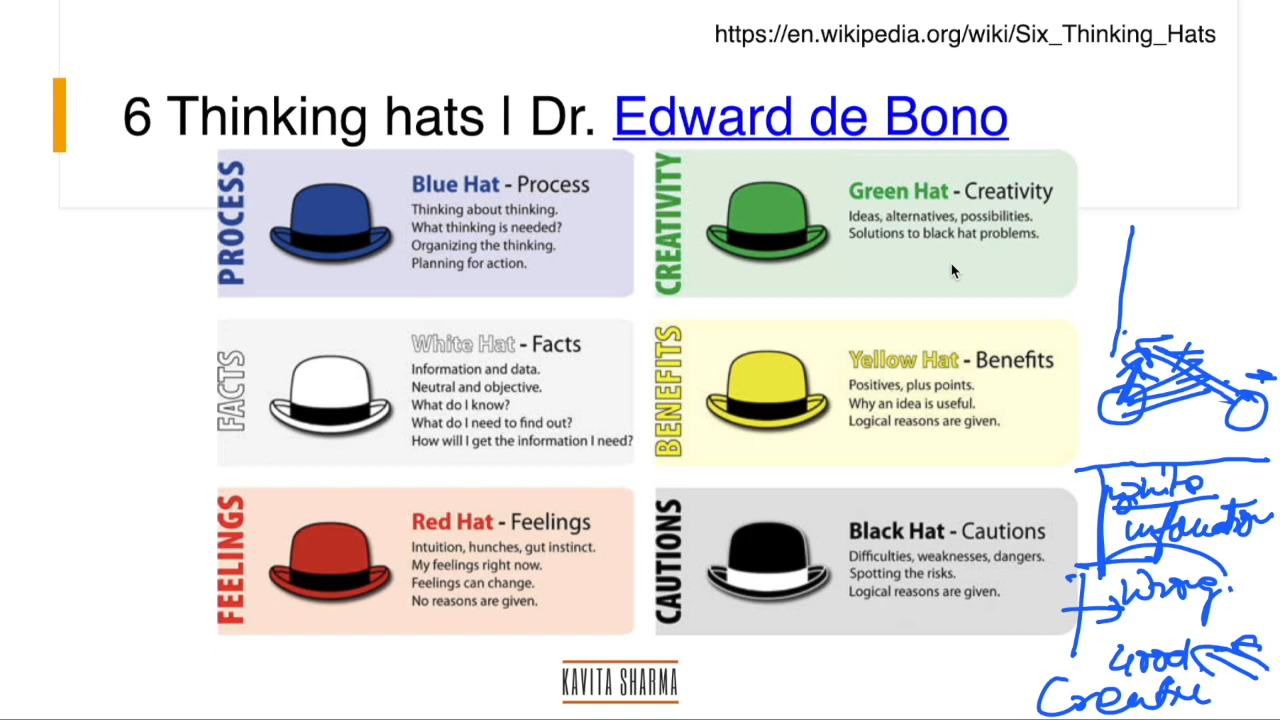 https://en.wikipedia.org/wiki/Six_Thinking_Hats
6 Thinking hats | Dr. Edward de Bono
PROCESS
Blue Hat - Process
Thinking about thinking.
What thinking is needed?
Organizing the thinking.
Planning for action.
CREATIVITY
Green Hat - Creativity
Ideas, alternatives, possibilities.
Solutions to black hat problems.
FACTS
White Hat - Facts
Information and data.
Neutral and objective.
What do I know?
What do I need to find out?
How will I get the information I need?
BENEFITS
Yellow Hat - Benefits
Positives, plus points.
Why an idea is useful.
Logical reasons are given.
FEELINGS
Red Hat - Feelings
Intuition, hunches, gut instinct.
My feelings right now.
Feelings can change.
No reasons are given.
CAUTIONS
Black Hat - Cautions
Difficulties, weaknesses, dangers.
Spotting the risks.
Logical reasons are given.
white
information
wrong.
Good
KAVITA SHARMA